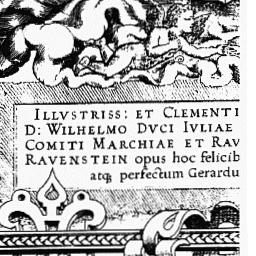 ILLVSTRISS: ET CLEMENTI
D: WILHELMO DVCI IVLIAE
COMITI MARCHIAE ET RAV
RAVENSTEIN opus hoc felicib
atq; perfectum Gerardu